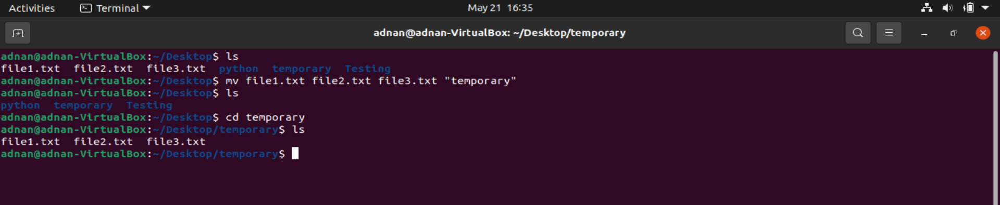 Activities Terminal May 21 16:35
adnan@adnan-VirtualBox: ~/Desktop/temporary
adnan@adnan-VirtualBox:~/Desktop$ ls
file1.txt file2.txt file3.txt python temporary Testing
adnan@adnan-VirtualBox:~/Desktop$ mv file1.txt file2.txt file3.txt "temporary"
adnan@adnan-VirtualBox:~/Desktop$ ls
python temporary Testing
adnan@adnan-VirtualBox:~/Desktop$ cd temporary
adnan@adnan-VirtualBox:~/Desktop/temporary$ ls
file1.txt file2.txt file3.txt
adnan@adnan-VirtualBox:~/Desktop/temporary$